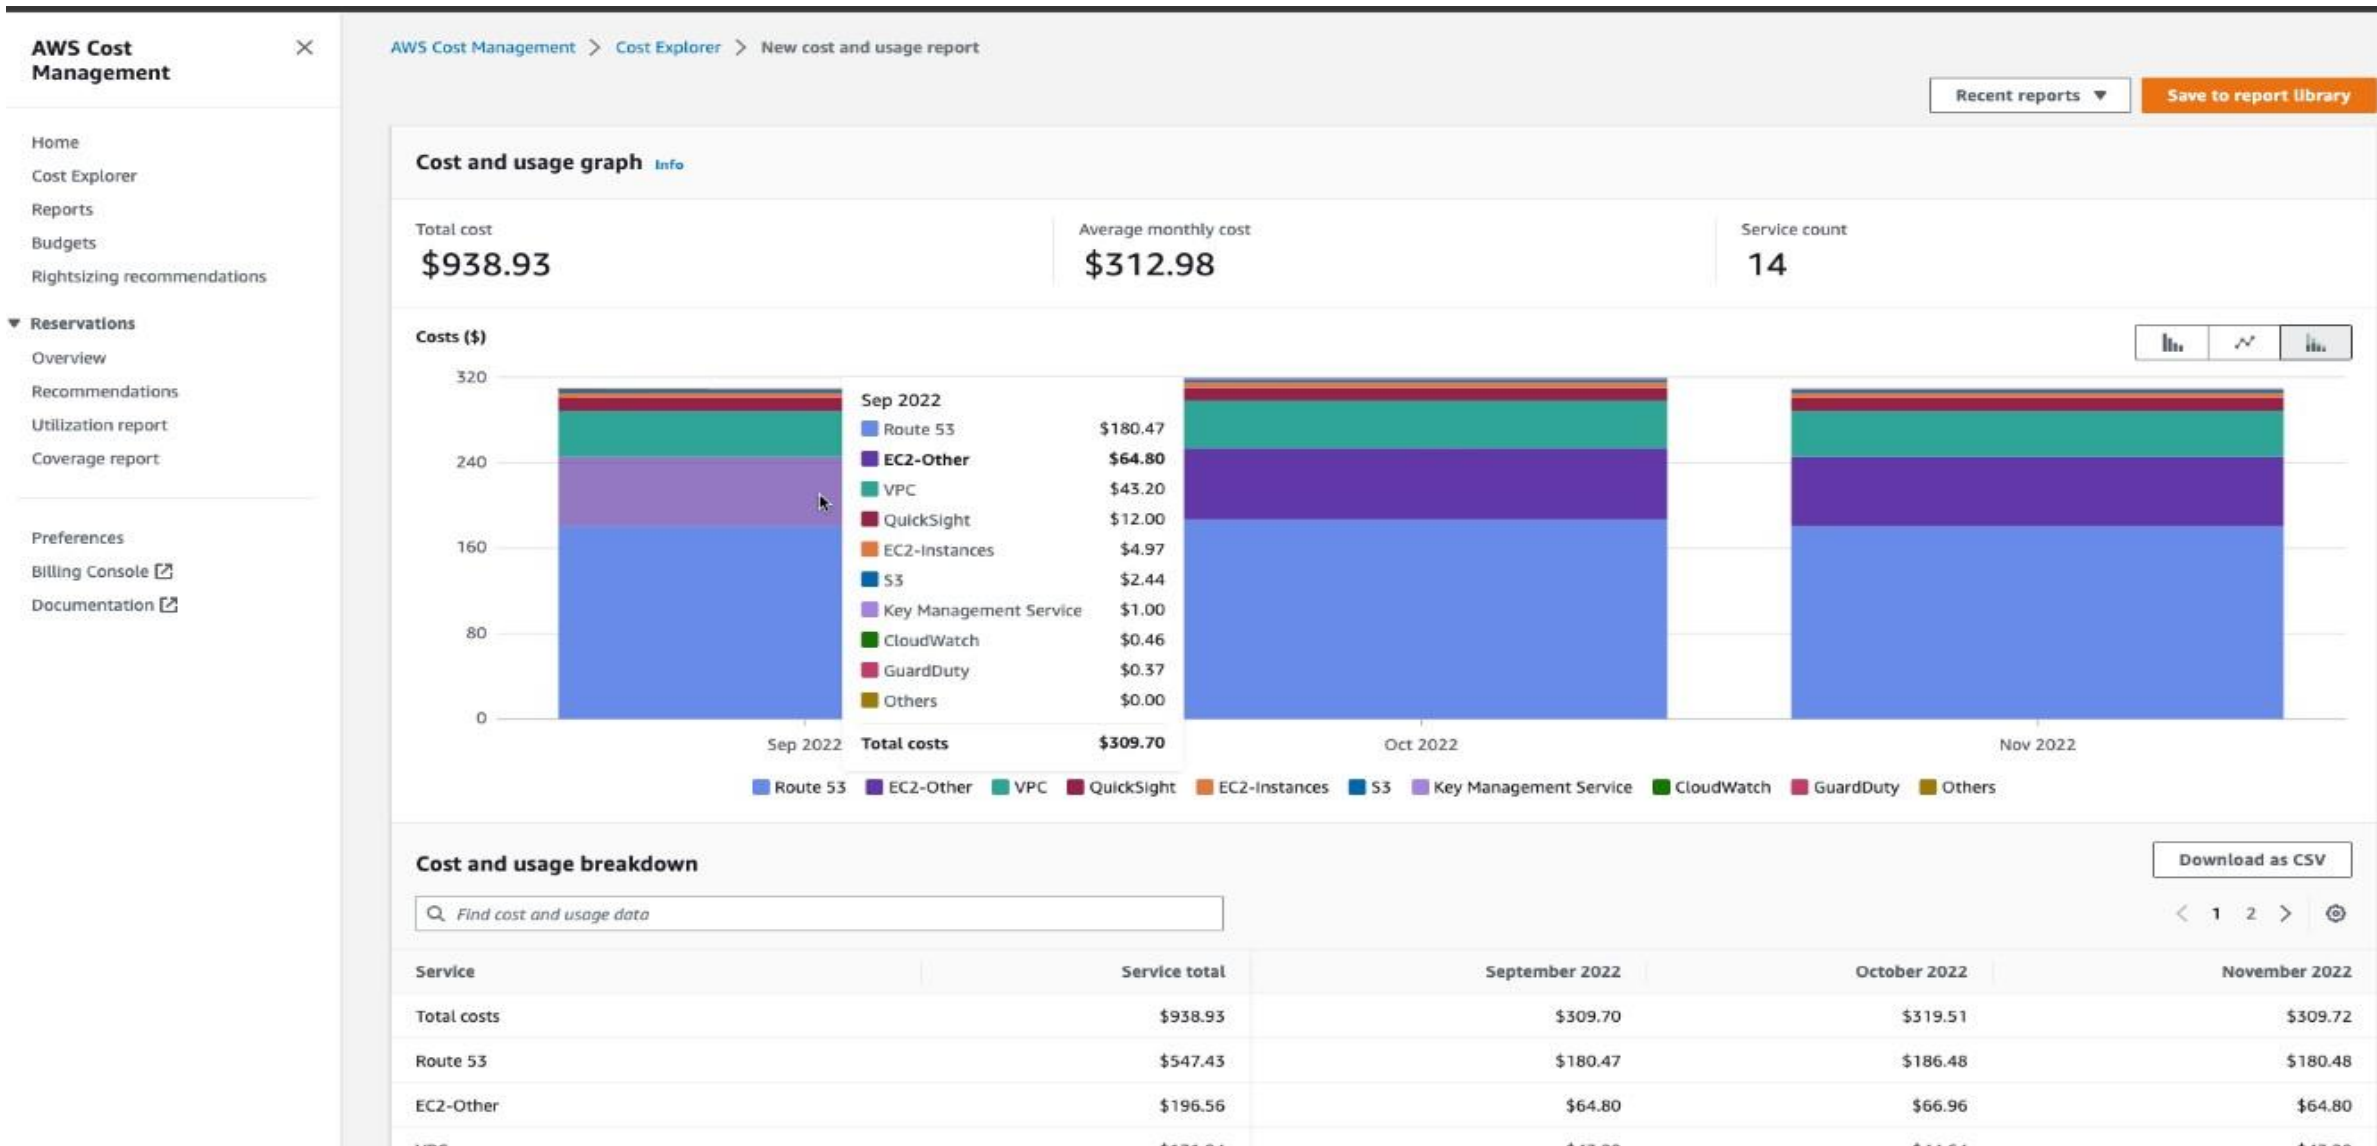 AWS Cost
Management
Home
Cost Explorer
Reports
Budgets
Rightsizing recommendations
Reservations
Overview
Recommendations
Utilization report
Coverage report
Preferences
Billing Console
Documentation
AWS Cost Management > Cost Explorer > New cost and usage report
Recent reports
Save to report library
Cost and usage graph Info
Total cost
$938.93
Average monthly cost
$312.98
Service count
14
Costs ($)
320
240
160
80
0
Sep 2022
Route 53 $180.47
EC2-Other $64.80
VPC $43.20
QuickSight $12.00
EC2-Instances $4.97
S3 $2.44
Key Management Service $1.00
CloudWatch $0.46
GuardDuty $0.37
Others $0.00
Total costs $309.70
Sep 2022 Oct 2022 Nov 2022
Route 53 EC2-Other VPC QuickSight EC2-Instances S3 Key Management Service CloudWatch GuardDuty Others
Cost and usage breakdown
Download as CSV
Find cost and usage data
1 2
Service Service total September 2022 October 2022 November 2022
Total costs $938.93 $309.70 $319.51 $309.72
Route 53 $547.43 $180.47 $186.48 $180.48
EC2-Other $196.56 $64.80 $66.96 $64.80